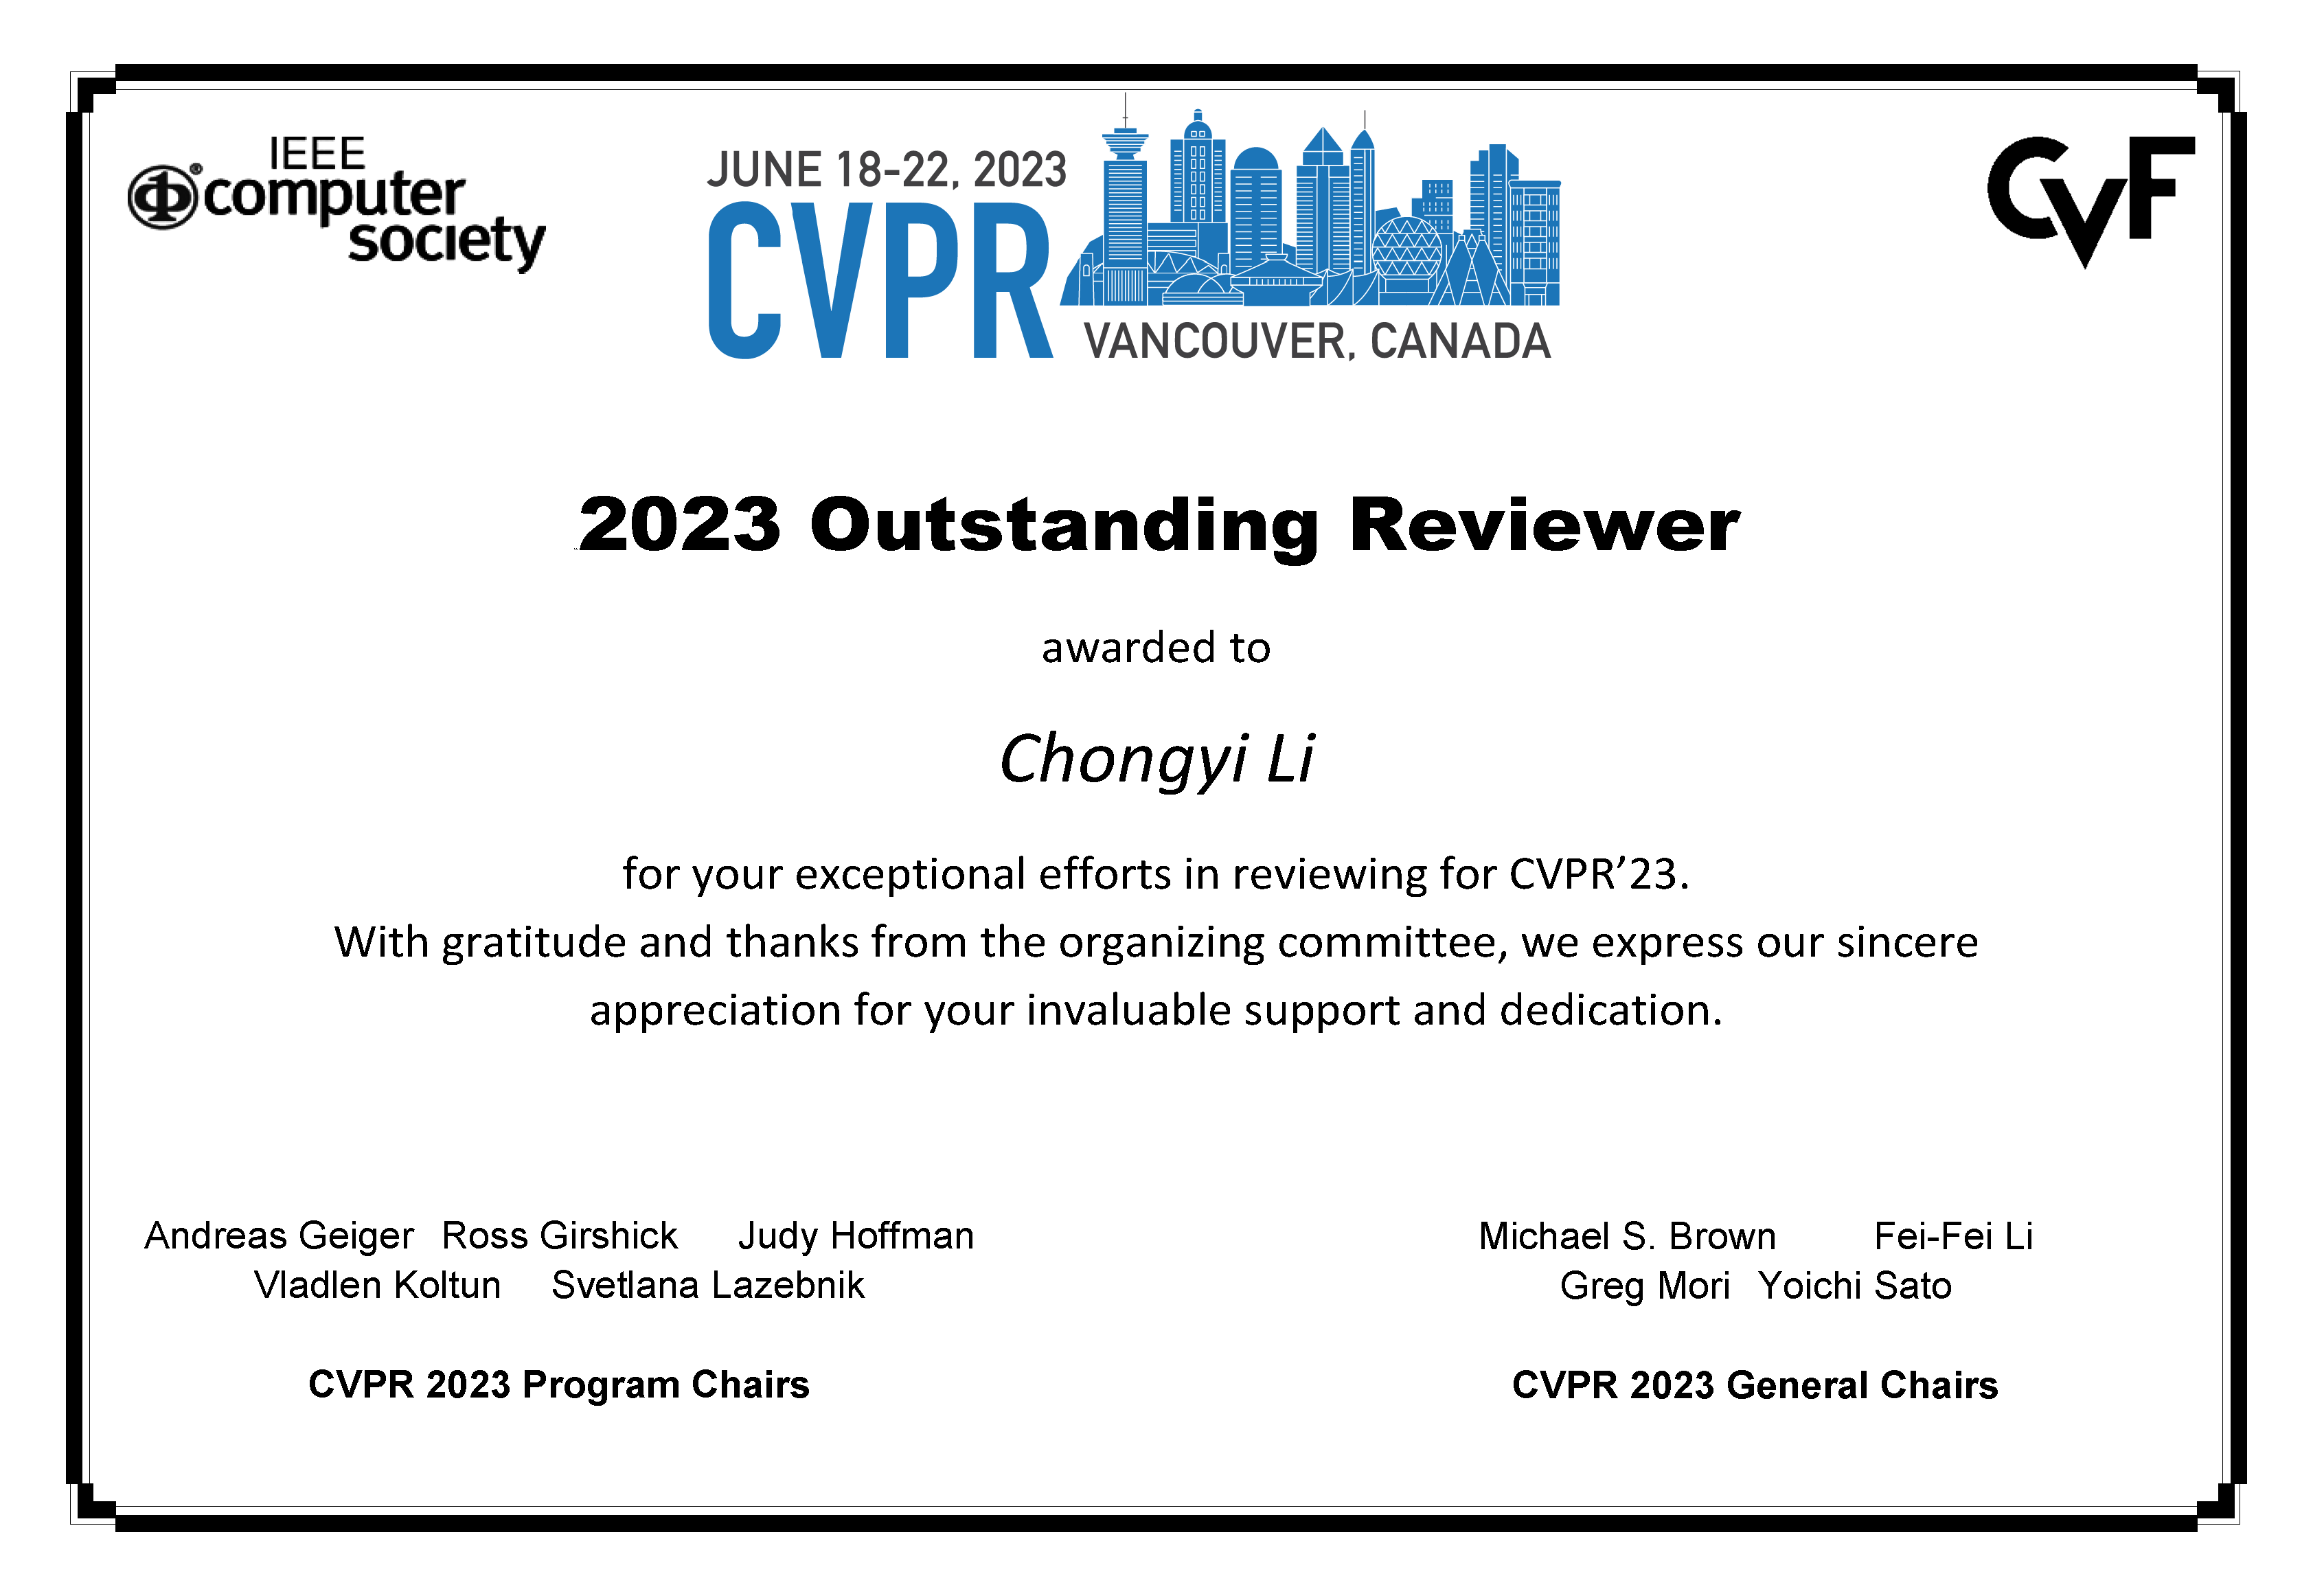 IEEE
computer
society
JUNE 18-22, 2023
CVPR
VANCOUVER, CANADA
CVF
2023 Outstanding Reviewer
awarded to
Chongyi Li
for your exceptional efforts in reviewing for CVPR’23.
With gratitude and thanks from the organizing committee, we express our sincere
appreciation for your invaluable support and dedication.
Andreas Geiger Ross Girshick Judy Hoffman
Vladlen Koltun Svetlana Lazebnik
CVPR 2023 Program Chairs
Michael S. Brown Fei-Fei Li
Greg Mori Yoichi Sato
CVPR 2023 General Chairs